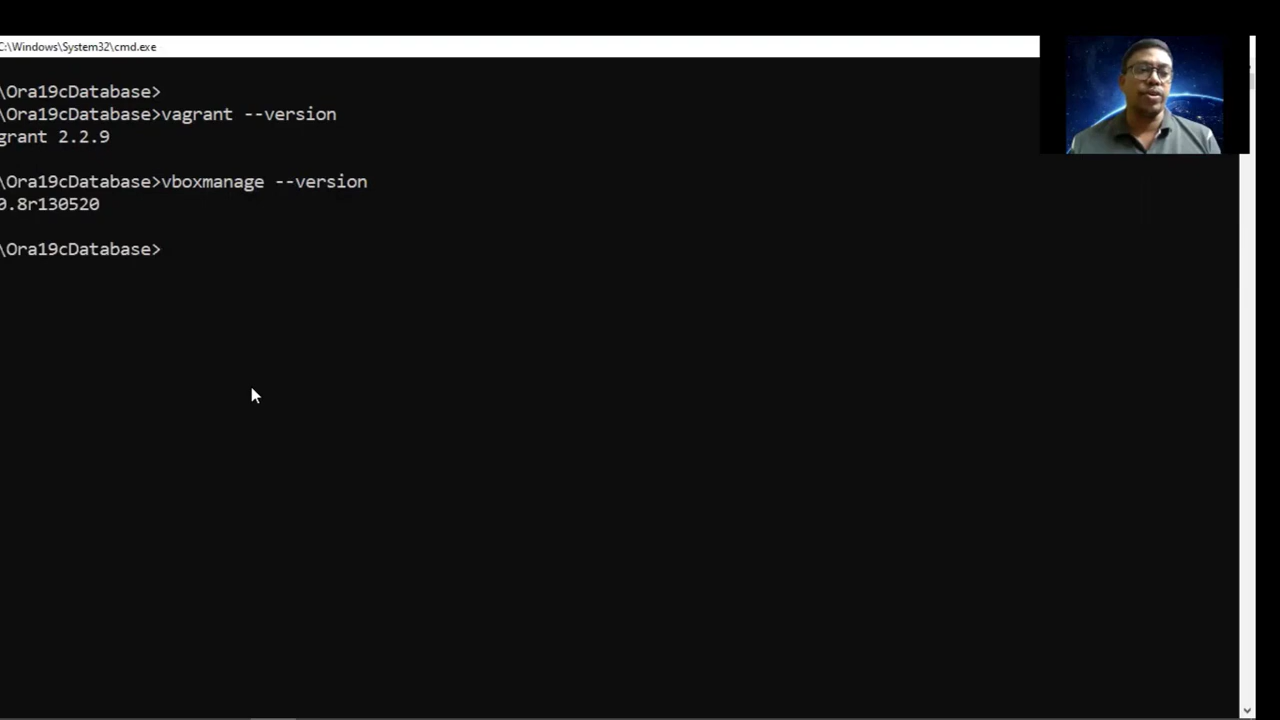 C:\Windows\System32\cmd.exe
\Ora19cDatabase>
\Ora19cDatabase>vagrant --version
grant 2.2.9
\Ora19cDatabase>vboxmanage --version
0.8r130520
\Ora19cDatabase>